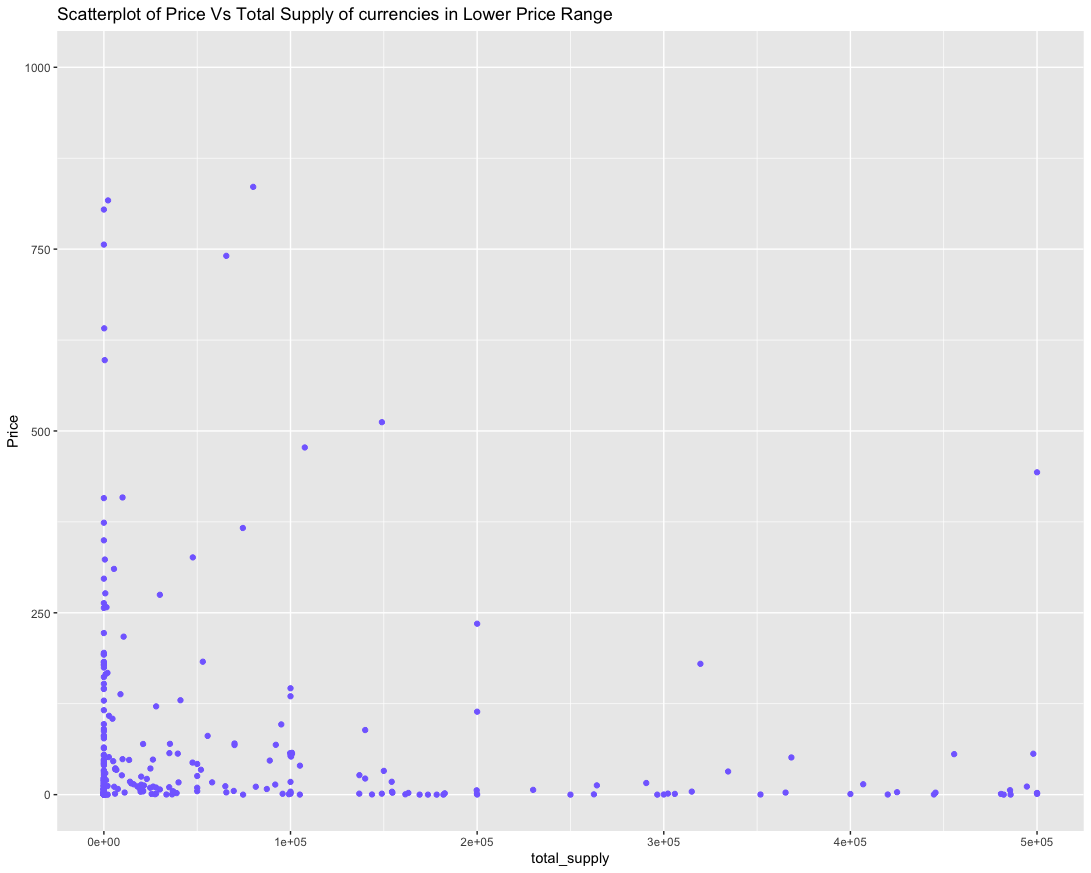 Scatterplot of Price Vs Total Supply of currencies in Lower Price Range
1000
750
500
250
0
Price
0e+00 1e+05 2e+05 3e+05 4e+05 5e+05
total_supply